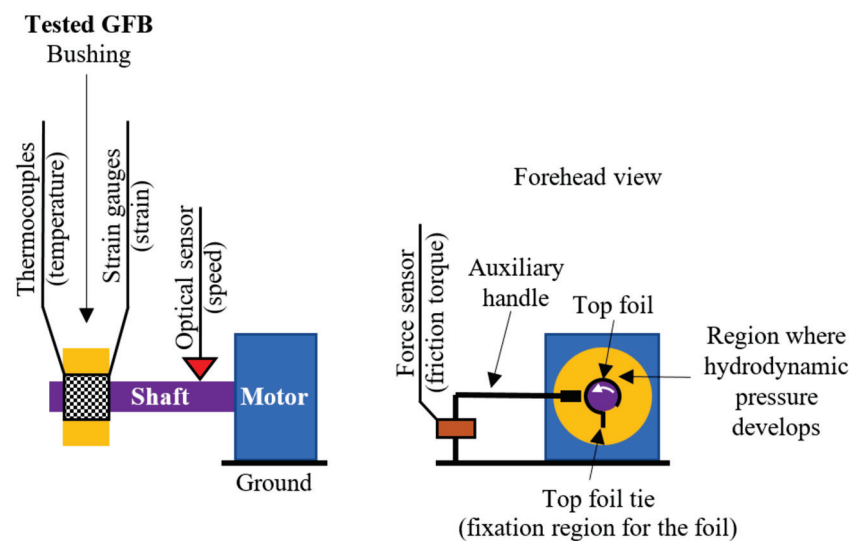 Tested GFB
Bushing
Thermocouples
(temperature)
Strain gauges
(strain)
Optical sensor
(speed)
Shaft
Motor
Ground
Forehead view
Force sensor
(friction torque)
Auxiliary
handle
Top foil
Region where
hydrodynamic
pressure
develops
Top foil tie
(fixation region for the foil)